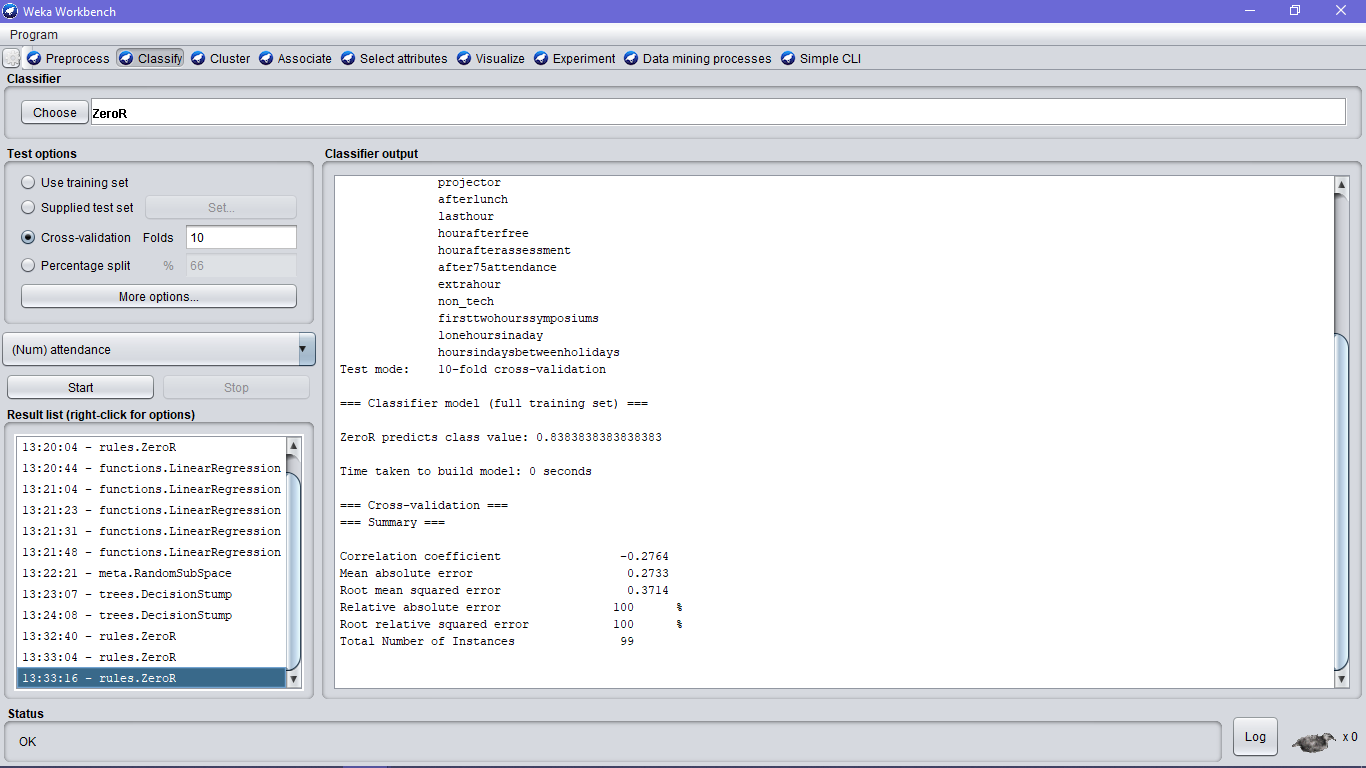 Weka Workbench
Program
Preprocess Classify Cluster Associate Select attributes Visualize Experiment Data mining processes Simple CLI
Classifier
Choose ZeroR
Test options
Use training set
Supplied test set Set...
Cross-validation Folds 10
Percentage split % 66
More options...
(Num) attendance
Start Stop
Result list (right-click for options)
13:20:04 - rules.ZeroR
13:20:44 - functions.LinearRegression
13:21:04 - functions.LinearRegression
13:21:23 - functions.LinearRegression
13:21:31 - functions.LinearRegression
13:21:48 - functions.LinearRegression
13:22:21 - meta.RandomSubSpace
13:23:07 - trees.DecisionStump
13:24:08 - trees.DecisionStump
13:32:40 - rules.ZeroR
13:33:04 - rules.ZeroR
13:33:16 - rules.ZeroR
Classifier output
projector
afterlunch
lasthour
hourafterfree
hourafterassessment
after75attendance
extrahour
non_tech
firsttwohourssymposiums
lonehoursinaday
hoursindaysbetweenholidays
Test mode: 10-fold cross-validation
=== Classifier model (full training set) ===
ZeroR predicts class value: 0.8383838383838383
Time taken to build model: 0 seconds
=== Cross-validation ===
=== Summary ===
Correlation coefficient -0.2764
Mean absolute error 0.2733
Root mean squared error 0.3714
Relative absolute error 100 %
Root relative squared error 100 %
Total Number of Instances 99
Status
OK
Log
x 0